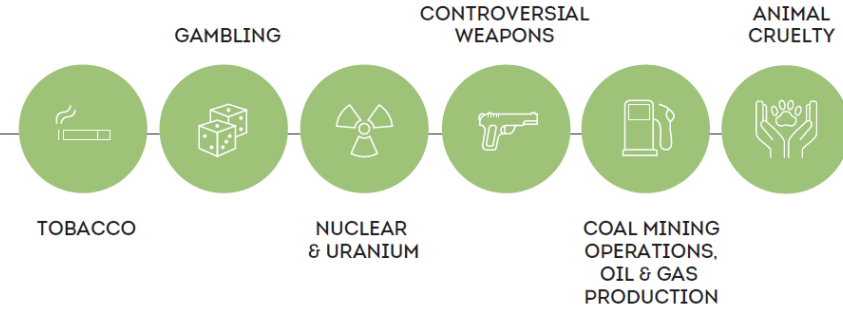 TOBACCO
GAMBLING
NUCLEAR
& URANIUM
CONTROVERSIAL
WEAPONS
COAL MINING
OPERATIONS,
OIL & GAS
PRODUCTION
ANIMAL
CRUELTY